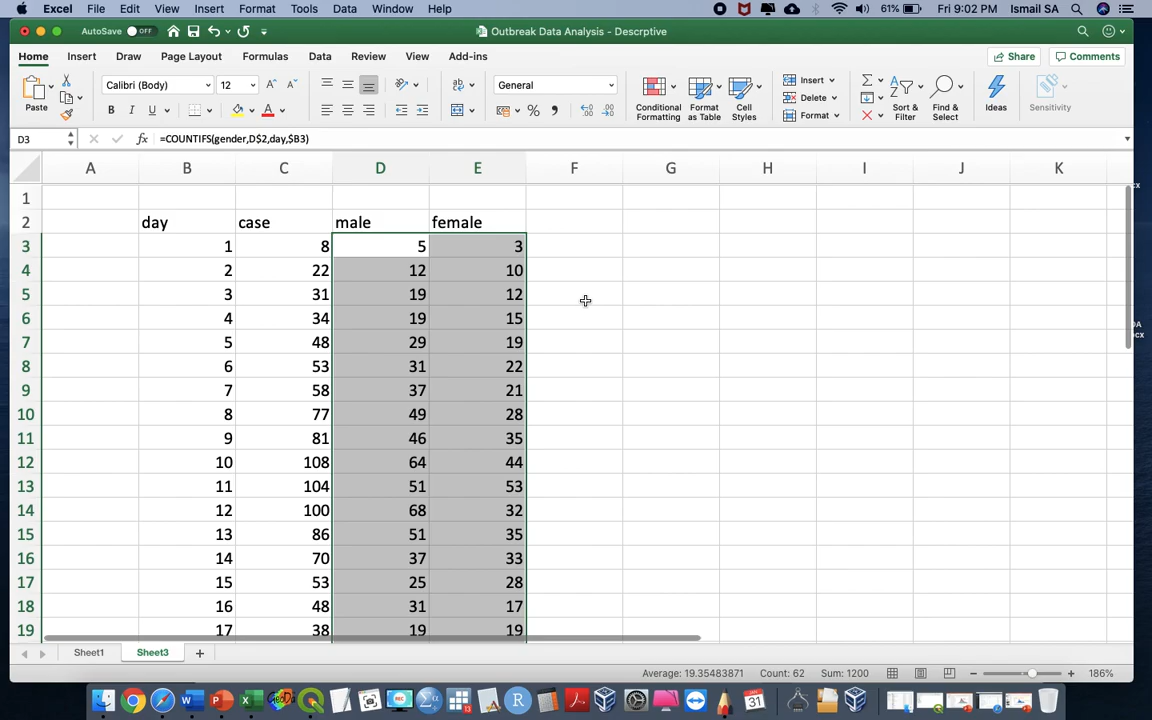 Excel File Edit View Insert Format Tools Data Window Help 61% Fri 9:02 PM Ismail SA
AutoSave OFF Outbreak Data Analysis - Descrptive
Home Insert Draw Page Layout Formulas Data Review View Add-ins Share Comments
Paste Calibri (Body) 12 A A General Conditional Formatting Format as Table Cell Styles Insert Delete Format Sort & Filter Find & Select Ideas Sensitivity
B I U A %
D3 fx =COUNTIFS(gender,D$2,day,$B3)
A B C D E F G H I J K
1
2 day case male female
3 1 8 5 3
4 2 22 12 10
5 3 31 19 12
6 4 34 19 15
7 5 48 29 19
8 6 53 31 22
9 7 58 37 21
10 8 77 49 28
11 9 81 46 35
12 10 108 64 44
13 11 104 51 53
14 12 100 68 32
15 13 86 51 35
16 14 70 37 33
17 15 53 25 28
18 16 48 31 17
19 17 38 19 19
Sheet1 Sheet3
Average: 19.35483871 Count: 62 Sum: 1200 186%